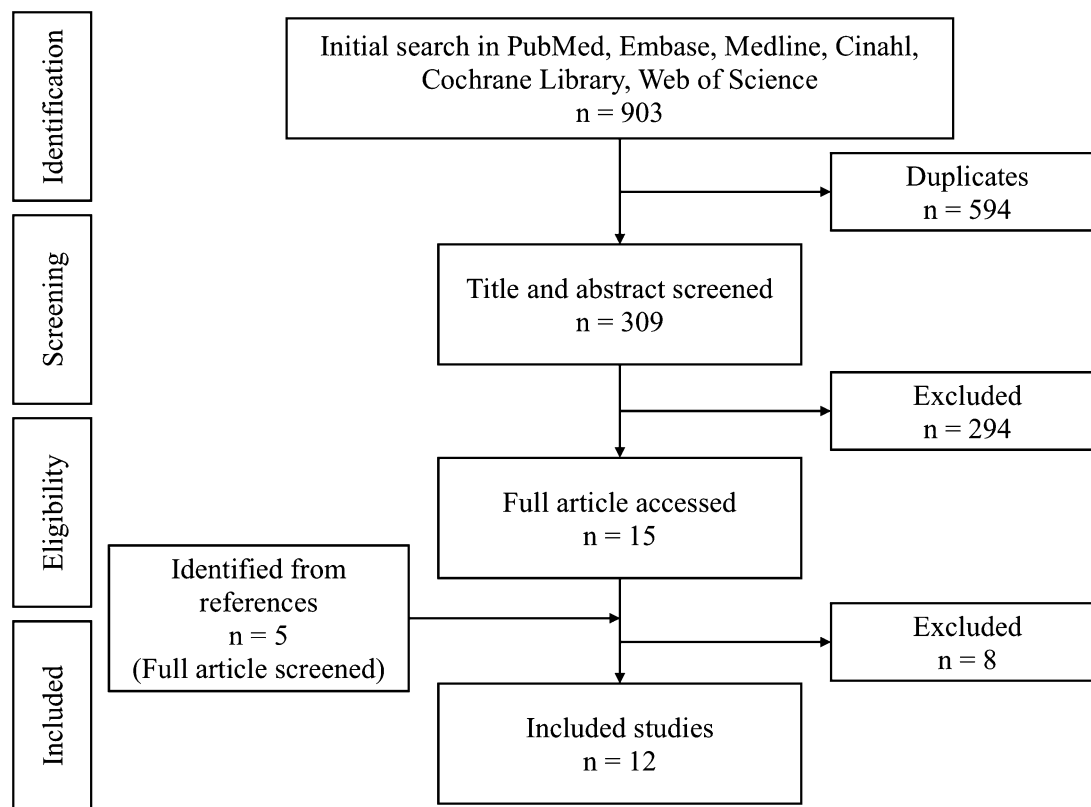 Identification
Initial search in PubMed, Embase, Medline, Cinahl,
Cochrane Library, Web of Science
n = 903
Duplicates
n = 594
Screening
Title and abstract screened
n = 309
Excluded
n = 294
Eligibility
Full article accessed
n = 15
Identified from
references
n = 5
(Full article screened)
Excluded
n = 8
Included
Included studies
n = 12